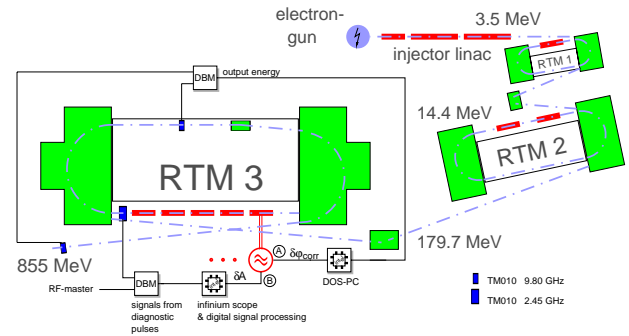 electron-
gun
3.5 MeV
injector linac
RTM 1
DBM
output energy
14.4 MeV
RTM 2
RTM 3
179.7 MeV
855 MeV
A
δφcorr
δA
B
DOS-PC
RF-master
DBM
signals from
diagnostic
pulses
infinium scope
& digital signal processing
TM010 9.80 GHz
TM010 2.45 GHz